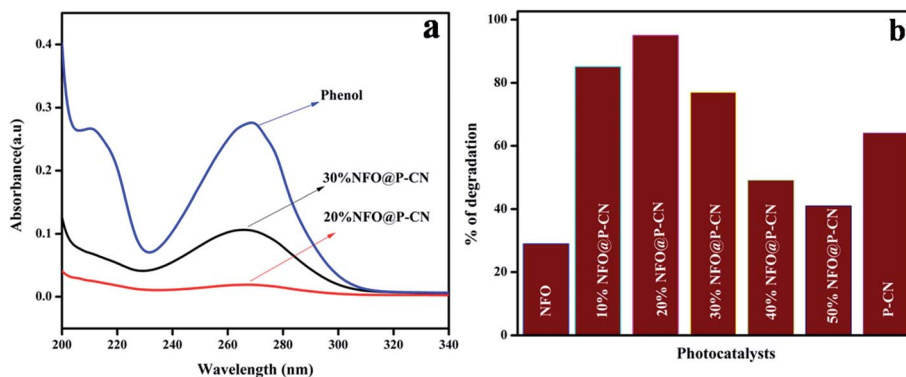 a
Absorbance(a.u)
0.4
0.3
0.2
0.1
0.0
200
220
240
260
280
300
320
340
Wavelength (nm)
Phenol
30%NFO@P-CN
20%NFO@P-CN
b
% of degradation
100
80
60
40
20
0
NFO
10% NFO@P-CN
20% NFO@P-CN
30% NFO@P-CN
40% NFO@P-CN
50% NFO@P-CN
P-CN
Photocatalysts